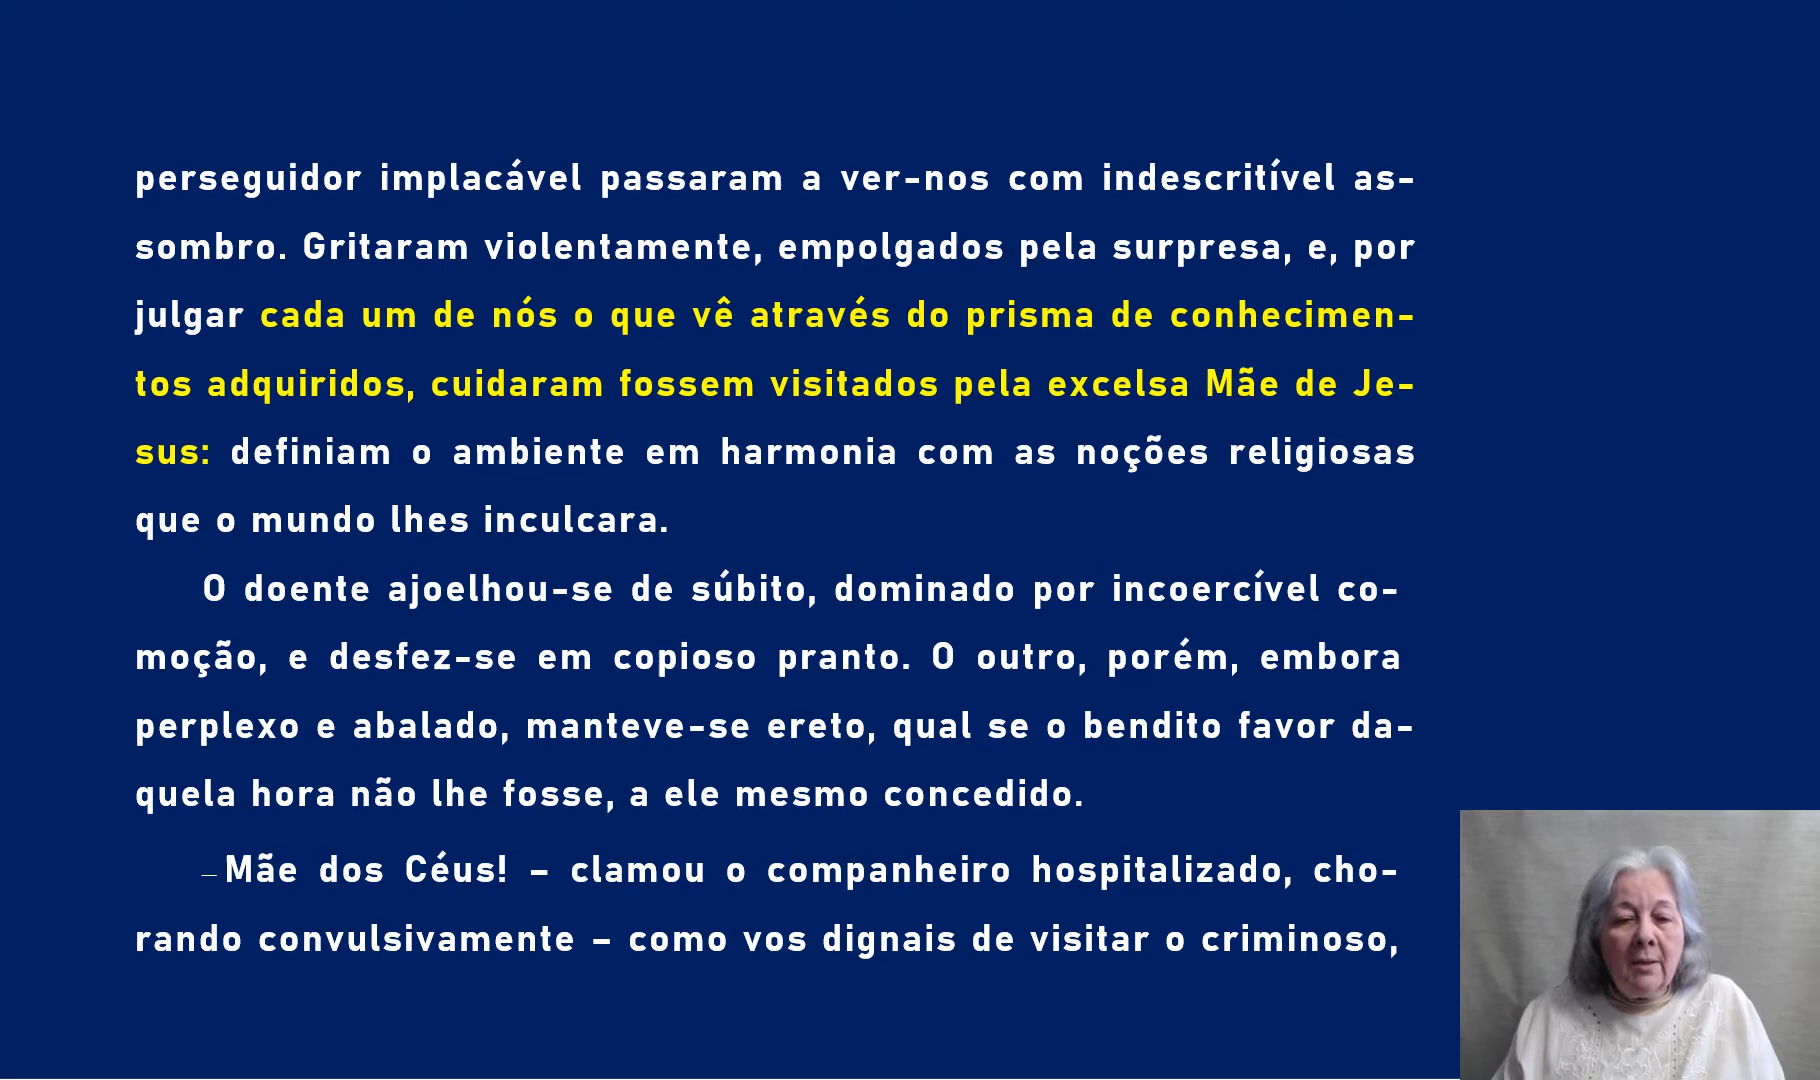 perseguidor implacável passaram a ver-nos com indescritível as-
sombro. Gritaram violentamente, empolgados pela surpresa, e, por
julgar cada um de nós o que vê através do prisma de conhecimen-
tos adquiridos, cuidaram fossem visitados pela excelsa Mãe de Je-
sus: definiam o ambiente em harmonia com as noções religiosas
que o mundo lhes inculcara.
O doente ajoelhou-se de súbito, dominado por incoercível co-
moção, e desfez-se em copioso pranto. O outro, porém, embora
perplexo e abalado, manteve-se ereto, qual se o bendito favor da-
quela hora não lhe fosse, a ele mesmo concedido.
– Mãe dos Céus! – clamou o companheiro hospitalizado, cho-
rando convulsivamente – como vos dignais de visitar o criminoso,